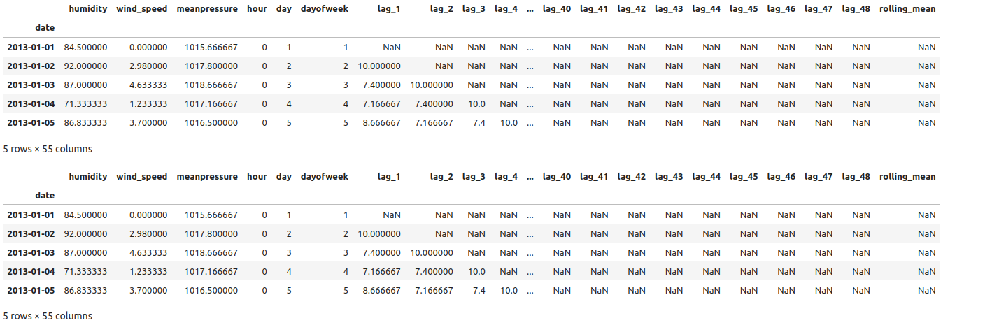 humidity wind_speed meanpressure hour day dayofweek lag_1 lag_2 lag_3 lag_4 ... lag_40 lag_41 lag_42 lag_43 lag_44 lag_45 lag_46 lag_47 lag_48 rolling_mean
date
2013-01-01 84.500000 0.000000 1015.666667 0 1 1 NaN NaN NaN NaN ... NaN NaN NaN NaN NaN NaN NaN NaN NaN NaN
2013-01-02 92.000000 2.980000 1017.800000 0 2 2 10.000000 NaN NaN NaN ... NaN NaN NaN NaN NaN NaN NaN NaN NaN NaN
2013-01-03 87.000000 4.633333 1018.666667 0 3 3 7.400000 10.000000 NaN NaN ... NaN NaN NaN NaN NaN NaN NaN NaN NaN NaN
2013-01-04 71.333333 1.233333 1017.166667 0 4 4 7.166667 7.400000 10.0 NaN ... NaN NaN NaN NaN NaN NaN NaN NaN NaN NaN
2013-01-05 86.833333 3.700000 1016.500000 0 5 5 8.666667 7.166667 7.4 10.0 ... NaN NaN NaN NaN NaN NaN NaN NaN NaN NaN
5 rows × 55 columns
humidity wind_speed meanpressure hour day dayofweek lag_1 lag_2 lag_3 lag_4 ... lag_40 lag_41 lag_42 lag_43 lag_44 lag_45 lag_46 lag_47 lag_48 rolling_mean
date
2013-01-01 84.500000 0.000000 1015.666667 0 1 1 NaN NaN NaN NaN ... NaN NaN NaN NaN NaN NaN NaN NaN NaN NaN
2013-01-02 92.000000 2.980000 1017.800000 0 2 2 10.000000 NaN NaN NaN ... NaN NaN NaN NaN NaN NaN NaN NaN NaN NaN
2013-01-03 87.000000 4.633333 1018.666667 0 3 3 7.400000 10.000000 NaN NaN ... NaN NaN NaN NaN NaN NaN NaN NaN NaN NaN
2013-01-04 71.333333 1.233333 1017.166667 0 4 4 7.166667 7.400000 10.0 NaN ... NaN NaN NaN NaN NaN NaN NaN NaN NaN NaN
2013-01-05 86.833333 3.700000 1016.500000 0 5 5 8.666667 7.166667 7.4 10.0 ... NaN NaN NaN NaN NaN NaN NaN NaN NaN NaN
5 rows × 55 columns